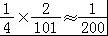 1/4 × 2/101 ≈ 1/200